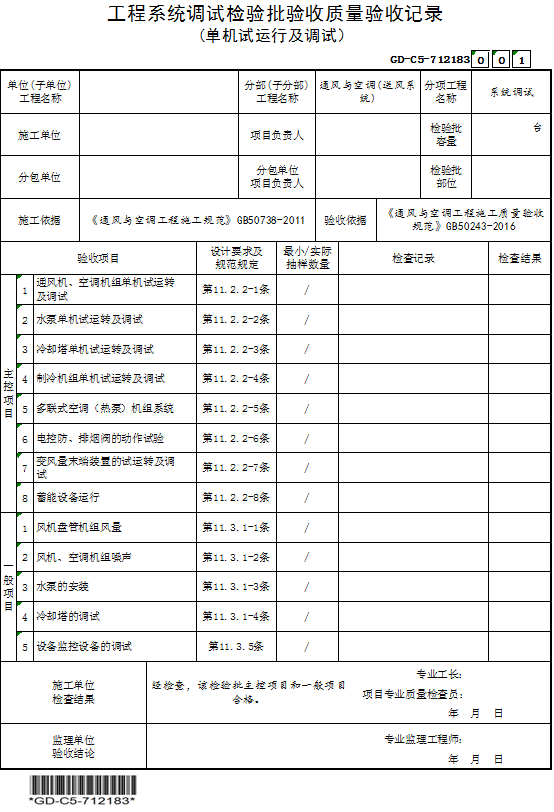 工程系统调试检验批验收质量验收记录
(单机试运行及调试)
GD-C5-712183 0 0 1
单位(子单位)
工程名称
分部(子分部)
工程名称
通风与空调(送风系
统)
分项工程
名称
系统调试
施工单位
项目负责人
检验批
容量
台
分包单位
分包单位
项目负责人
检验批
部位
施工依据
《通风与空调工程施工规范》GB50738-2011
验收依据
《通风与空调工程施工质量验收
规范》GB50243-2016
验收项目
设计要求及
规范规定
最小/实际
抽样数量
检查记录
检查结果
主控项目
1 通风机、空调机组单机试运转
及调试 第11.2.2-1条 /
2 水泵单机试运转及调试 第11.2.2-2条 /
3 冷却塔单机试运转及调试 第11.2.2-3条 /
4 制冷机组单机试运转及调试 第11.2.2-4条 /
5 多联式空调（热泵）机组系统 第11.2.2-5条 /
6 电控防、排烟阀的动作试验 第11.2.2-6条 /
7 变风量末端装置的试运转及调
试 第11.2.2-7条 /
8 蓄能设备运行 第11.2.2-8条 /
一般项目
1 风机盘管机组风量 第11.3.1-1条 /
2 风机、空调机组噪声 第11.3.1-2条 /
3 水泵的安装 第11.3.1-3条 /
4 冷却塔的调试 第11.3.1-4条 /
5 设备监控设备的调试 第11.3.5条 /
施工单位
检查结果
经检查，该检验批主控项目和一般项目
合格。
专业工长：
项目专业质量检查员：
年 月 日
监理单位
验收结论
专业监理工程师：
年 月 日
*GD-C5-712183*